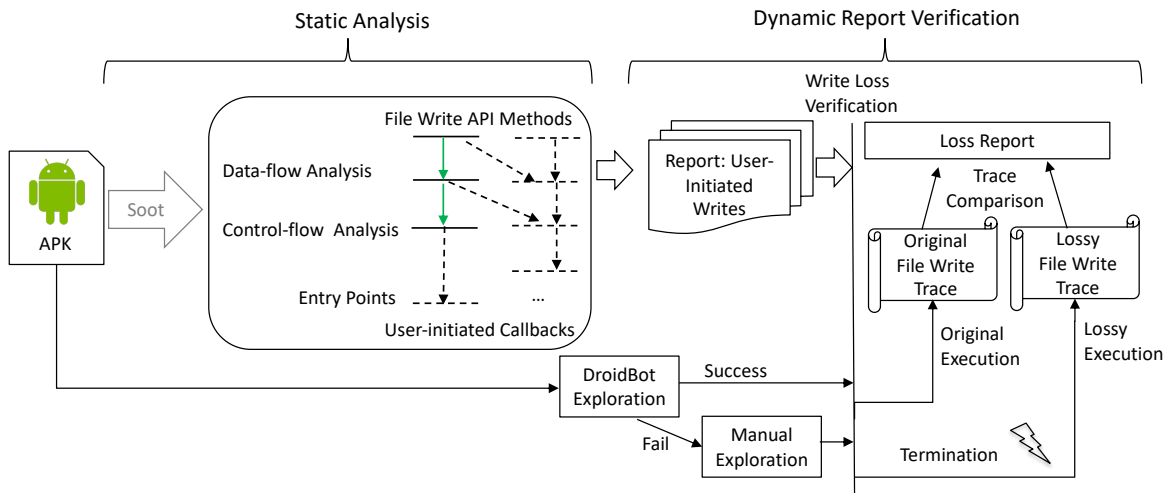 Static Analysis
Dynamic Report Verification
APK
Soot
File Write API Methods
Data-flow Analysis
Control-flow Analysis
Entry Points
...
User-initiated Callbacks
Report: User-
Initiated
Writes
Write Loss
Verification
Loss Report
Trace
Comparison
Original
File Write
Trace
Lossy
File Write
Trace
Original
Execution
Lossy
Execution
DroidBot
Exploration
Success
Fail
Manual
Exploration
Termination